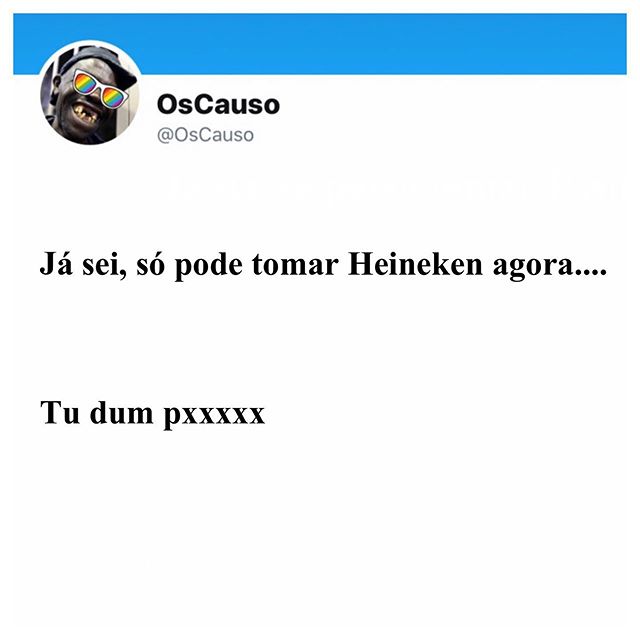 OsCauso
@OsCauso
Já sei, só pode tomar Heineken agora....
Tu dum pxxxxx